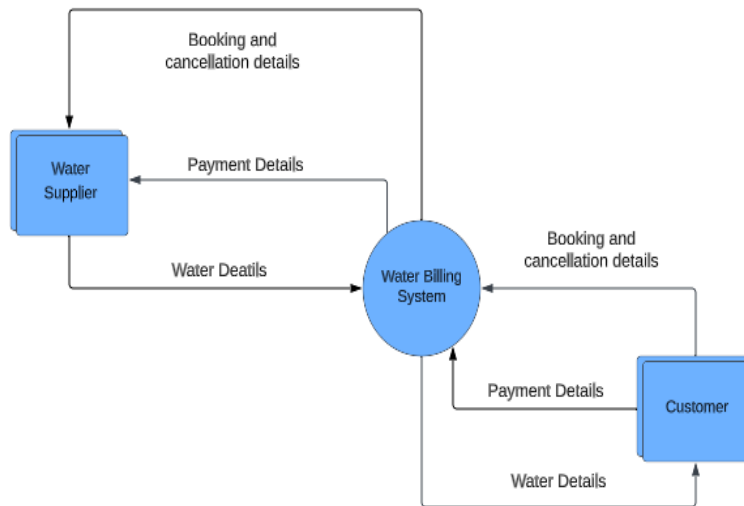 Booking and
cancellation details
Payment Details
Water
Supplier
Water Deatils
Water Billing
System
Booking and
cancellation details
Payment Details
Customer
Water Details